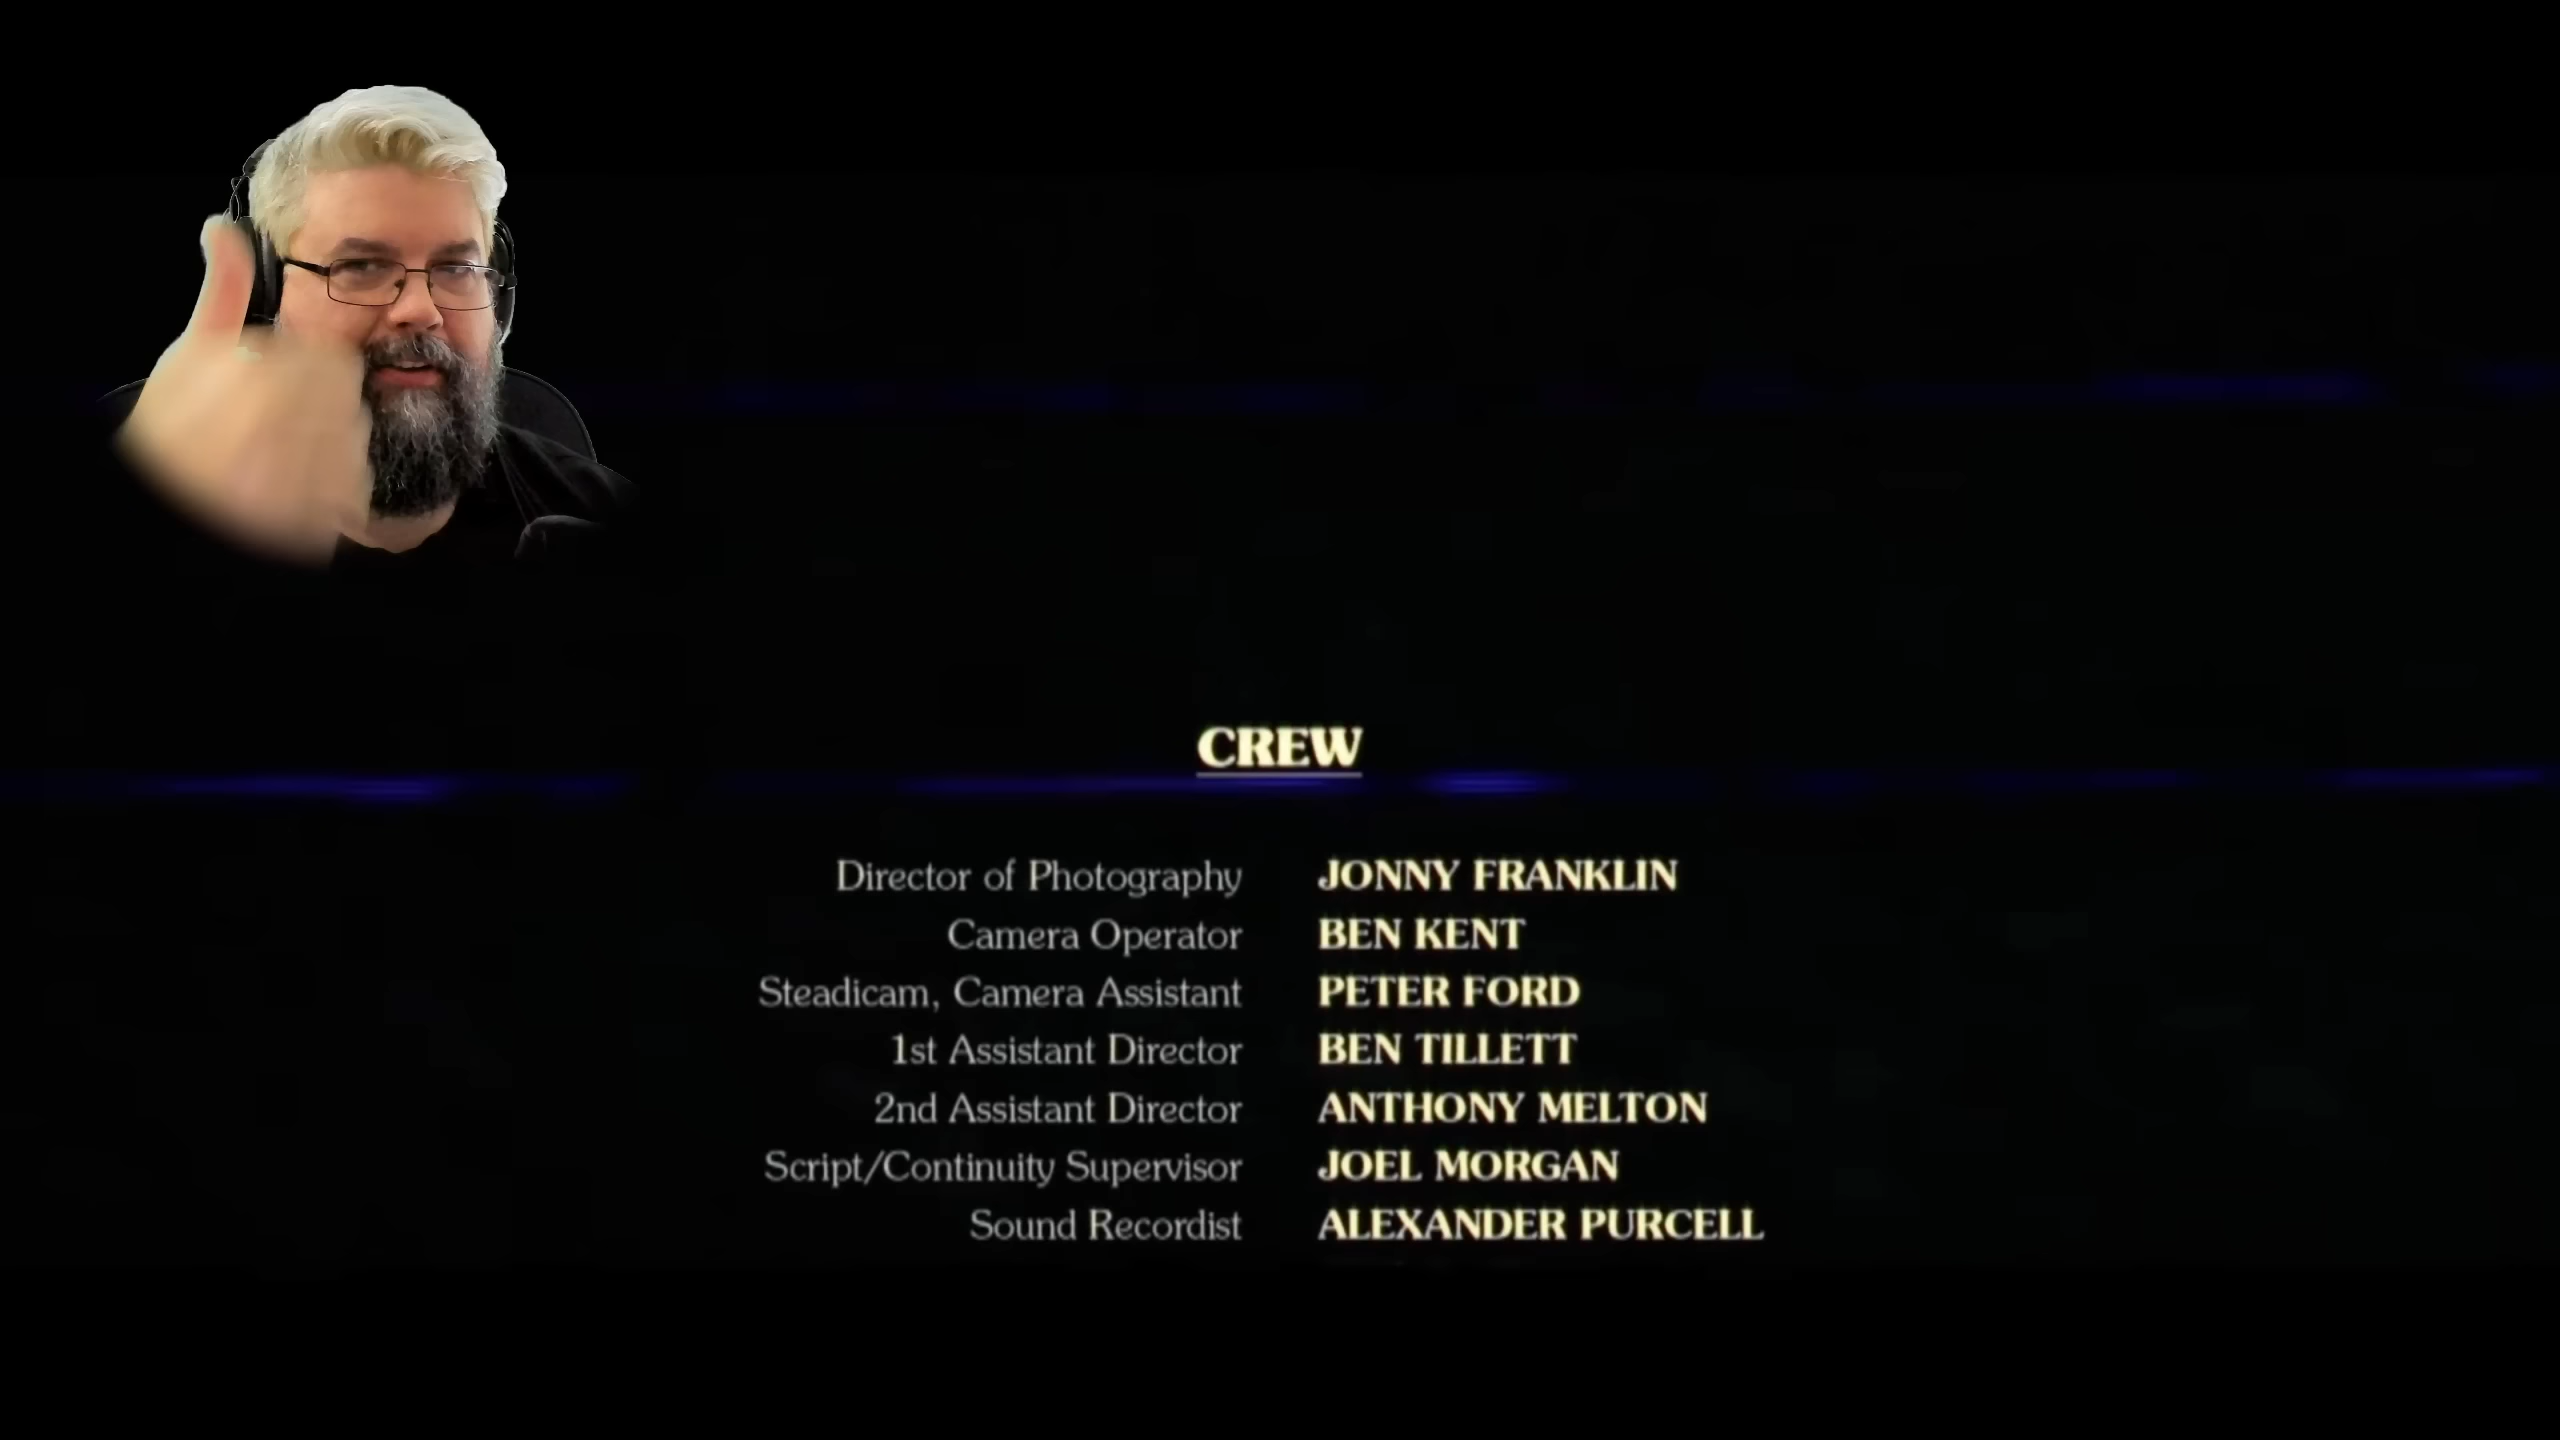 CREW
Director of Photography JONNY FRANKLIN
Camera Operator BEN KENT
Steadicam, Camera Assistant PETER FORD
1st Assistant Director BEN TILLETT
2nd Assistant Director ANTHONY MELTON
Script/Continuity Supervisor JOEL MORGAN
Sound Recordist ALEXANDER PURCELL